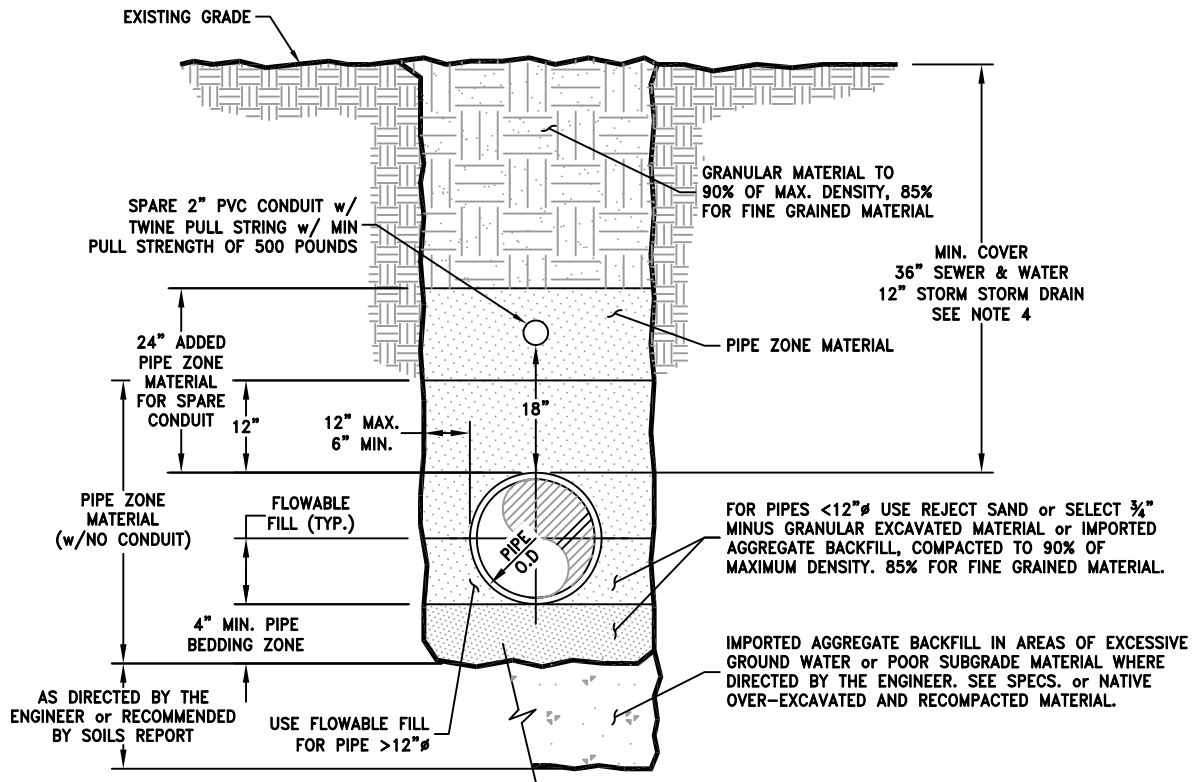 EXISTING GRADE
GRANULAR MATERIAL TO
90% OF MAX. DENSITY, 85%
FOR FINE GRAINED MATERIAL
SPARE 2" PVC CONDUIT w/
TWINE PULL STRING w/ MIN
PULL STRENGTH OF 500 POUNDS
MIN. COVER
36" SEWER & WATER
12" STORM STORM DRAIN
SEE NOTE 4
24" ADDED
PIPE ZONE
MATERIAL
FOR SPARE
CONDUIT
PIPE ZONE MATERIAL
12"
12" MAX.
6" MIN.
18"
PIPE ZONE
MATERIAL
(w/NO CONDUIT)
FLOWABLE
FILL (TYP.)
PIPE
O.D
FOR PIPES <12"ø USE REJECT SAND or SELECT ¾"
MINUS GRANULAR EXCAVATED MATERIAL or IMPORTED
AGGREGATE BACKFILL, COMPACTED TO 90% OF
MAXIMUM DENSITY. 85% FOR FINE GRAINED MATERIAL.
4" MIN. PIPE
BEDDING ZONE
IMPORTED AGGREGATE BACKFILL IN AREAS OF EXCESSIVE
GROUND WATER or POOR SUBGRADE MATERIAL WHERE
DIRECTED BY THE ENGINEER. SEE SPECS. or NATIVE
OVER-EXCAVATED AND RECOMPACTED MATERIAL.
AS DIRECTED BY THE
ENGINEER or RECOMMENDED
BY SOILS REPORT
USE FLOWABLE FILL
FOR PIPE >12"ø